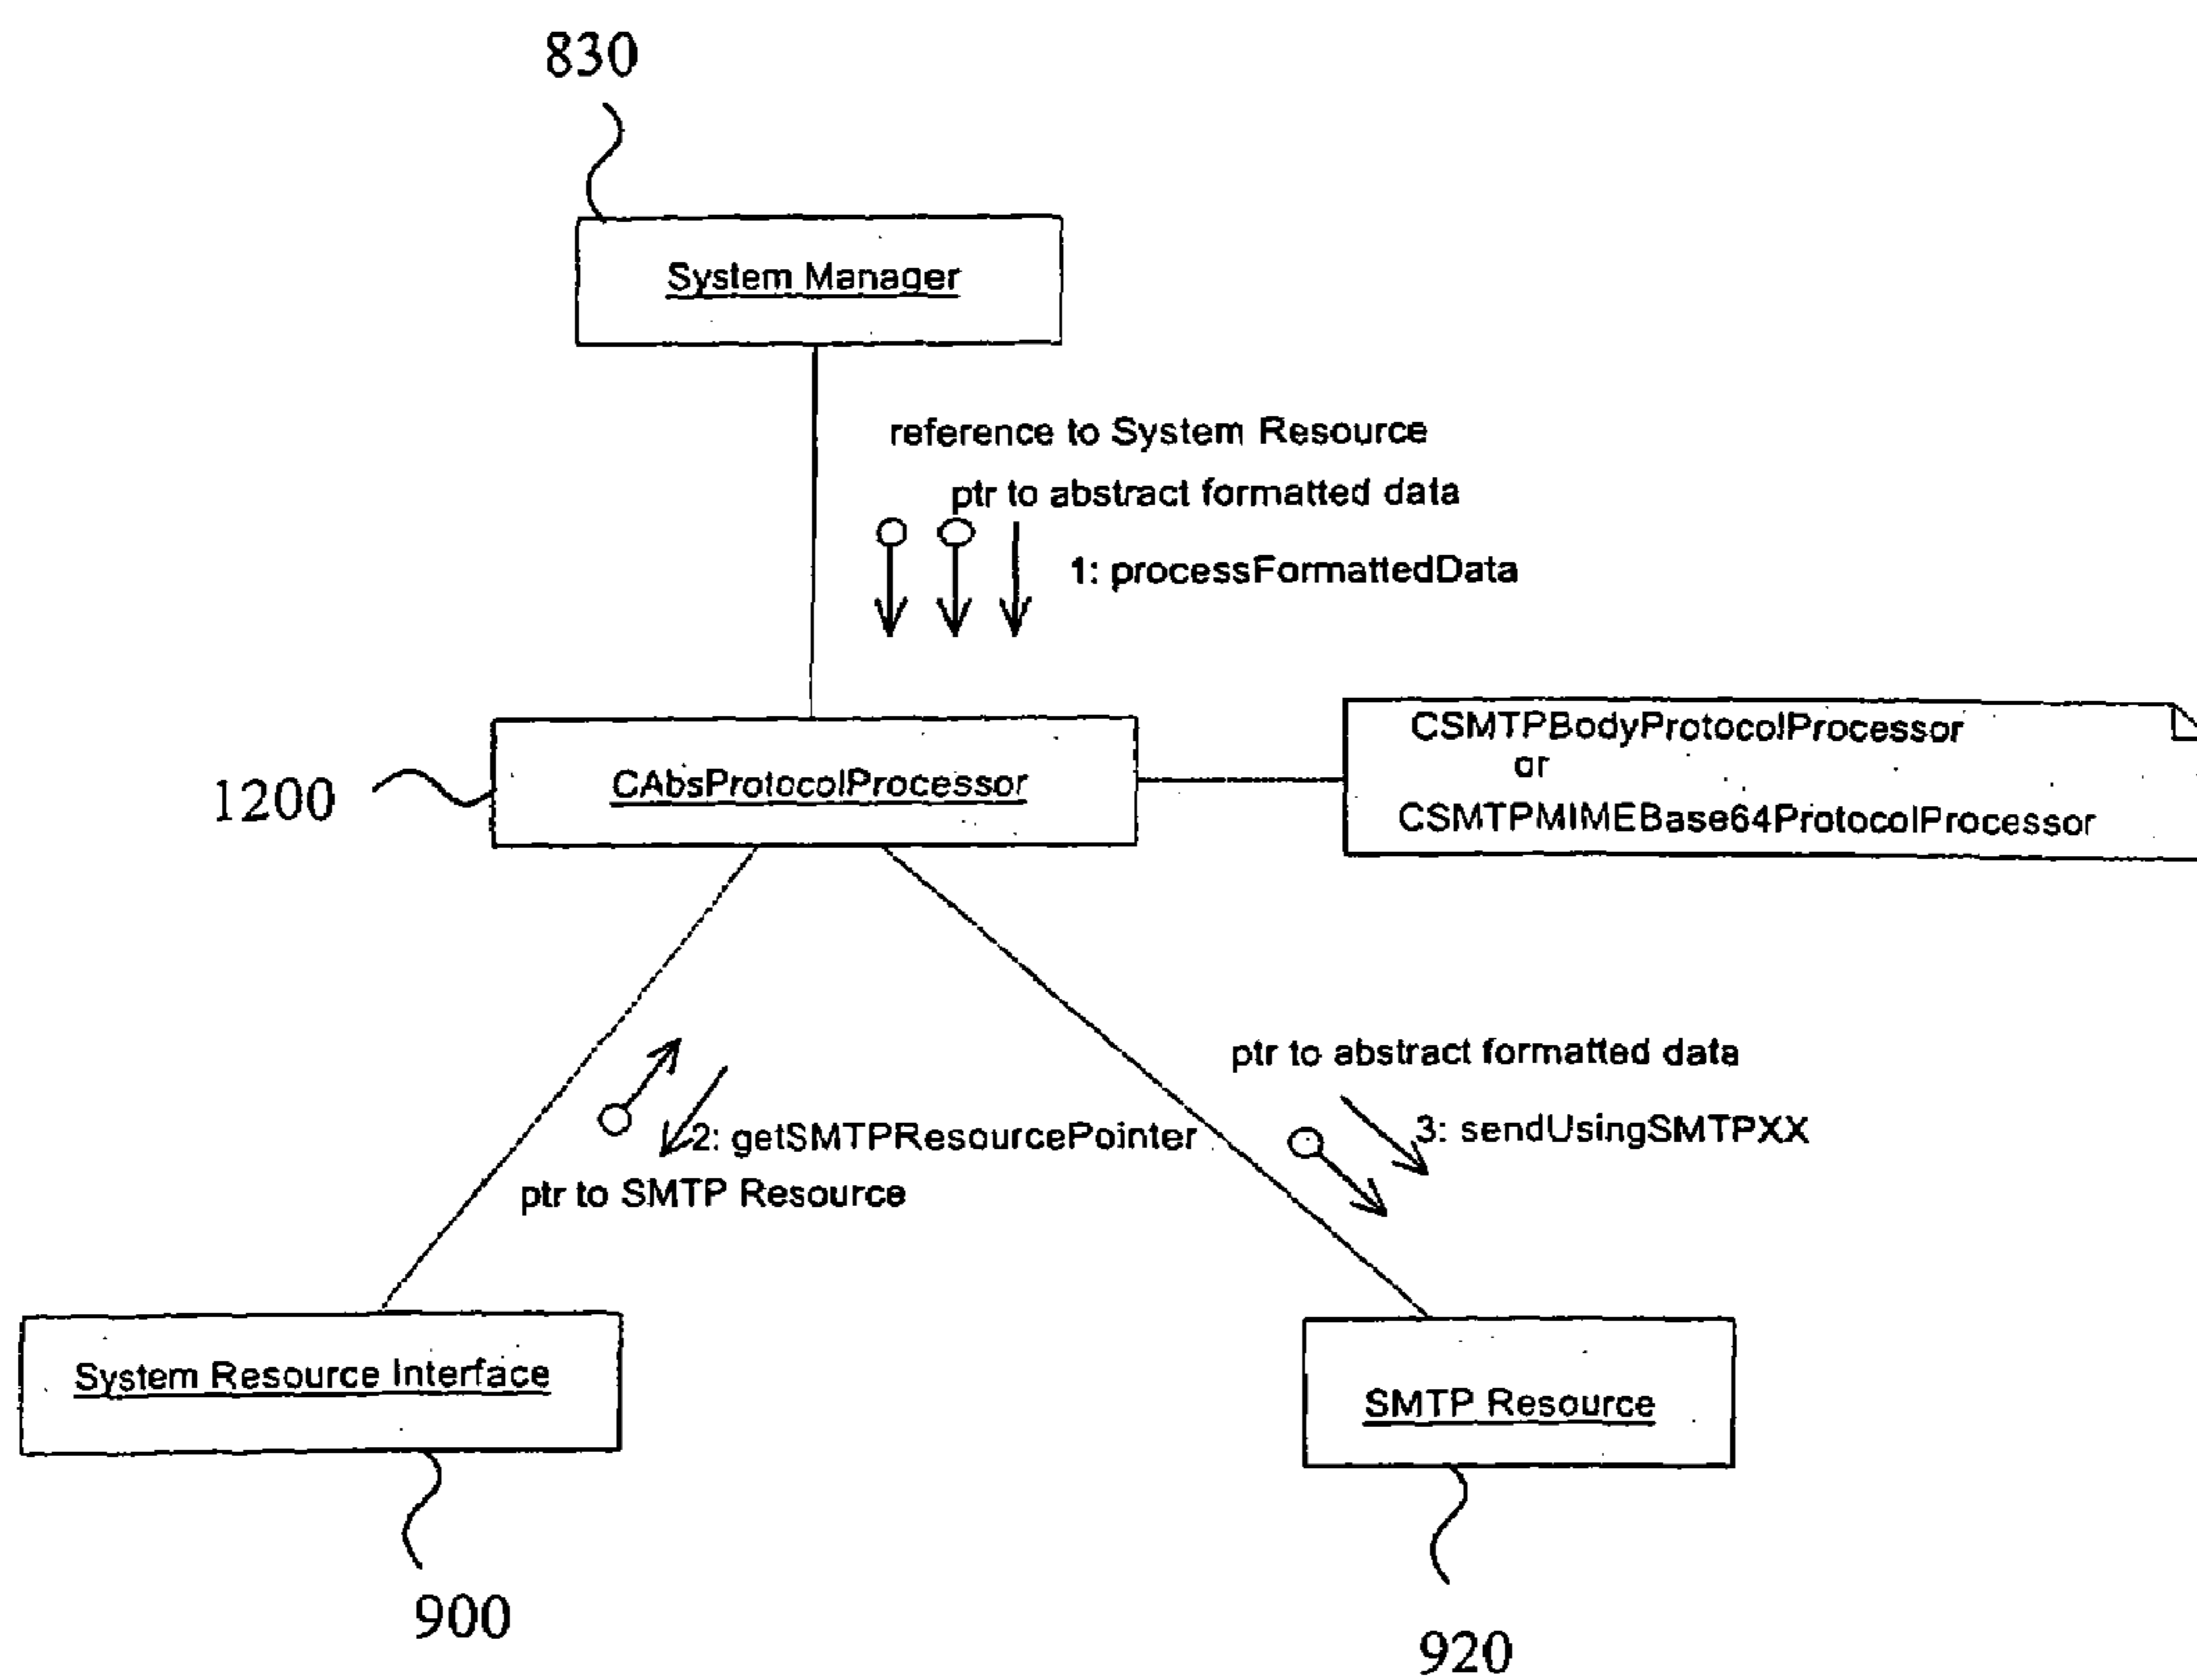 830
System Manager
reference to System Resource
ptr to abstract formatted data
1: processFormattedData
1200
CAbsProtocolProcessor
CSMTPBodyProtocolProcessor
or
CSMTPMIMEBase64ProtocolProcessor
ptr to abstract formatted data
2: getSMTPResourcePointer
3: sendUsingSMTPXX
ptr to SMTP Resource
System Resource Interface
SMTP Resource
900
920